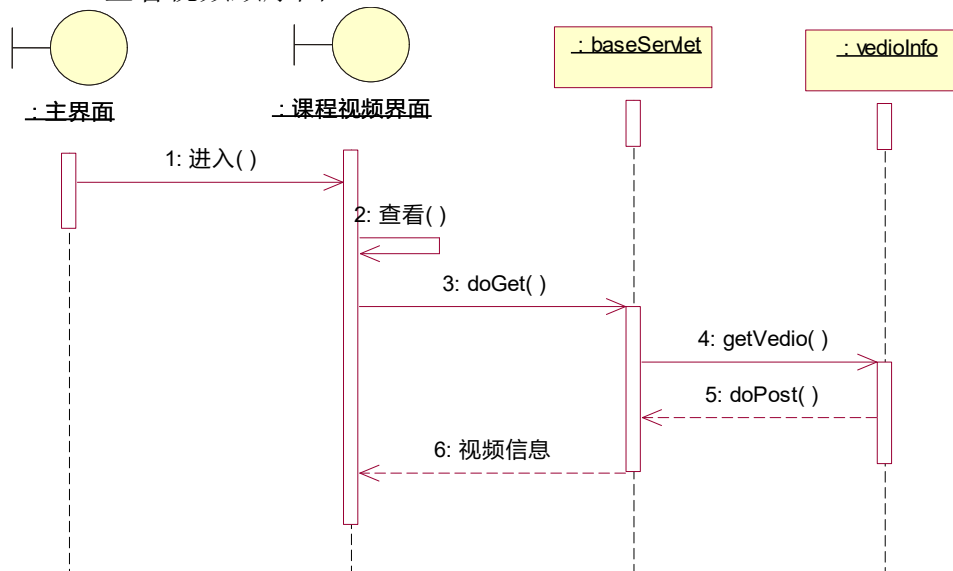 : baseServlet
: vedioInfo
: 主界面
: 课程视频界面
1: 进入( )
2: 查看( )
3: doGet( )
4: getVedio( )
5: doPost( )
6: 视频信息